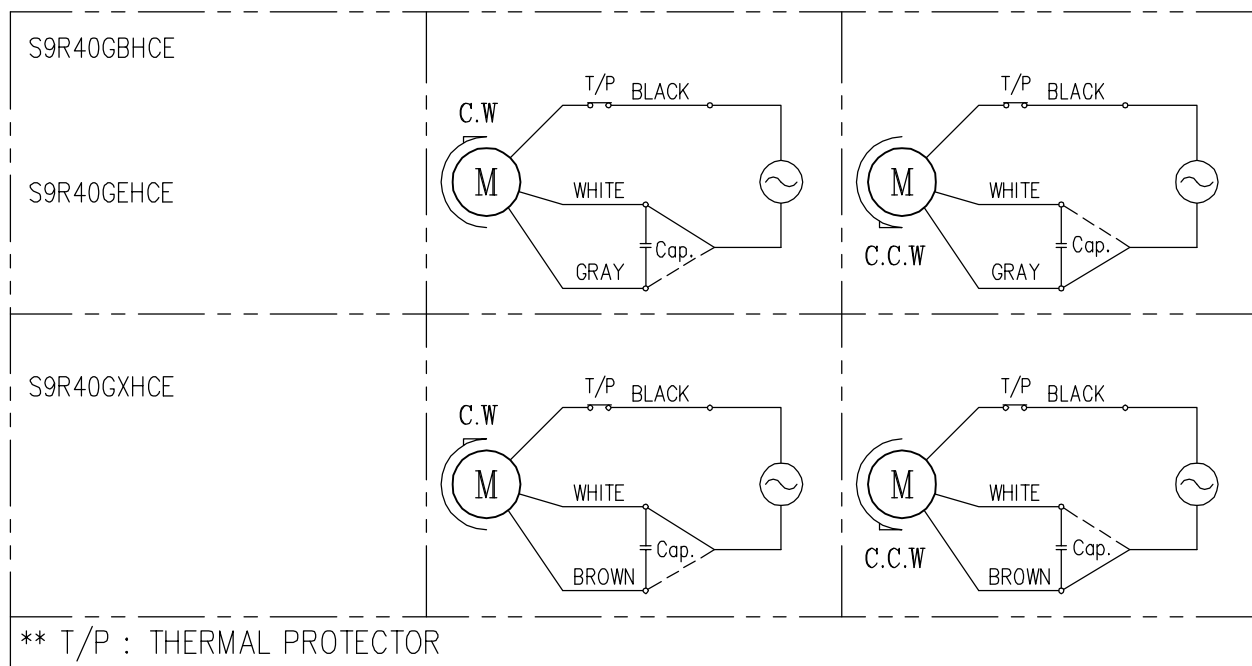 S9R40GBHCE
S9R40GEHCE
C.W
T/P BLACK
M
WHITE
Cap.
GRAY
T/P BLACK
M
WHITE
C.C.W
Cap.
GRAY
S9R40GXHCE
C.W
T/P BLACK
M
WHITE
Cap.
BROWN
T/P BLACK
M
WHITE
C.C.W
Cap.
BROWN
** T/P : THERMAL PROTECTOR